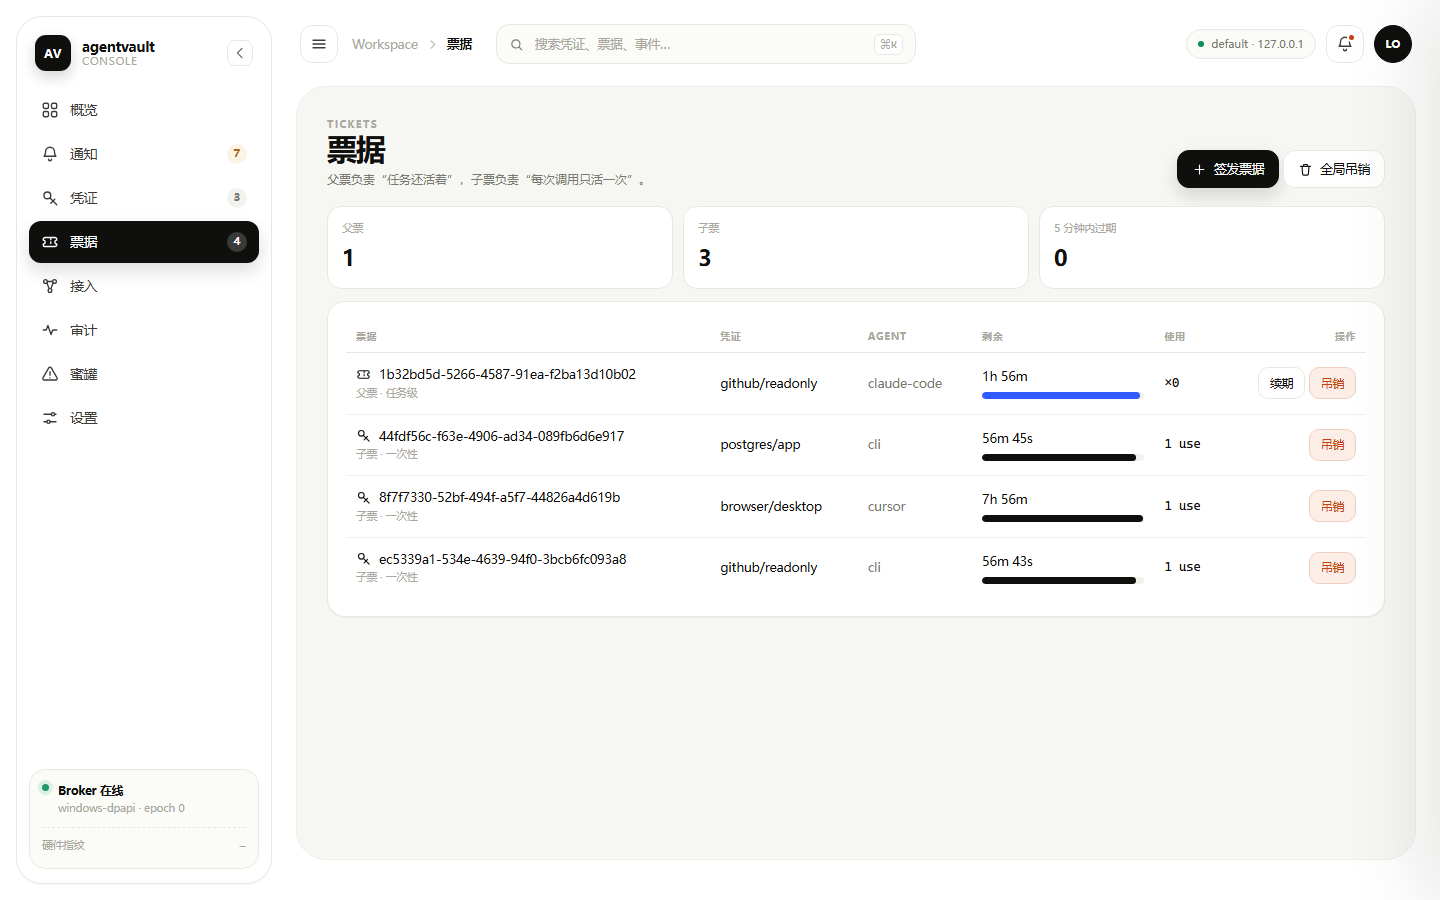 AV
agentvault
CONSOLE
概览
通知 7
凭证 3
票据 4
接入
审计
蜜罐
设置
Broker 在线
windows-dpapi · epoch 0
硬件指纹 –
Workspace > 票据
搜索凭证、票据、事件...
⌘K
default · 127.0.0.1
LO
TICKETS
票据
父票负责“任务还活着”，子票负责“每次调用只活一次”。
签发票据
全局吊销
父票
1
子票
3
5 分钟内过期
0
票据 凭证 AGENT 剩余 使用 操作
1b32bd5d-5266-4587-91ea-f2ba13d10b02
父票 · 任务级
github/readonly claude-code 1h 56m ×0 续期 吊销
44fdf56c-f63e-4906-ad34-089fb6d6e917
子票 · 一次性
postgres/app cli 56m 45s 1 use 吊销
8f7f7330-52bf-494f-a5f7-44826a4d619b
子票 · 一次性
browser/desktop cursor 7h 56m 1 use 吊销
ec5339a1-534e-4639-94f0-3bcb6fc093a8
子票 · 一次性
github/readonly cli 56m 43s 1 use 吊销